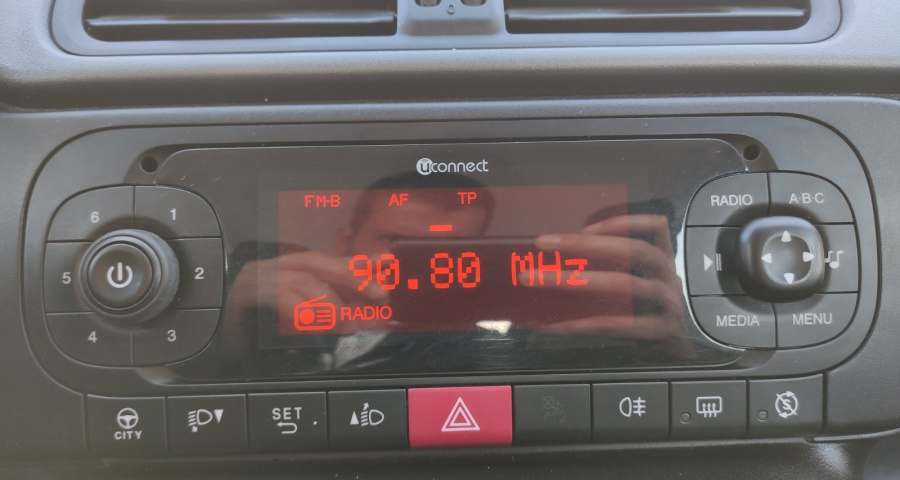 uconnect
FM-B AF TP
90.80 MHz
RADIO
6 1
5 2
4 3
RADIO A·B·C
MEDIA MENU
CITY
SET